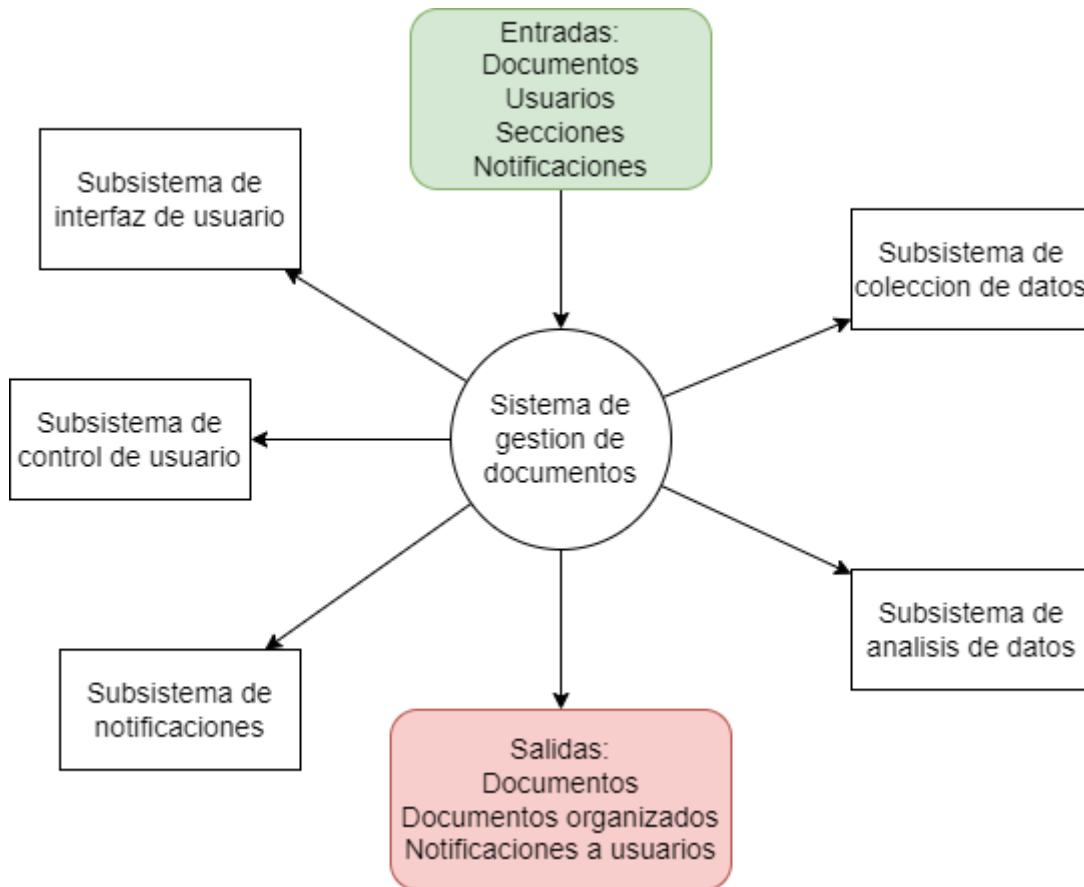 Entradas:
Documentos
Usuarios
Secciones
Notificaciones
Subsistema de
interfaz de usuario
Subsistema de
coleccion de datos
Subsistema de
control de usuario
Sistema de
gestion de
documentos
Subsistema de
analisis de datos
Subsistema de
notificaciones
Salidas:
Documentos
Documentos organizados
Notificaciones a usuarios